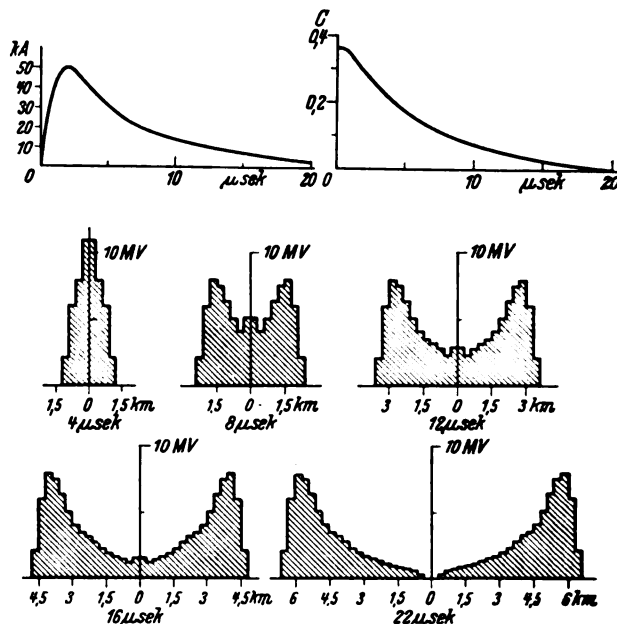 kA
50
40
30
20
10
0 10 μsek 20
C
0,4
0,2
0 10 μsek 20
10 MV
1,5 0 1,5 km
4 μsek
10 MV
1,5 0 1,5 km
8 μsek
10 MV
3 1,5 0 1,5 3 km
12 μsek
10 MV
4,5 3 1,5 0 1,5 3 4,5 km
16 μsek
10 MV
6 4,5 3 1,5 0 1,5 3 4,5 6 km
22 μsek